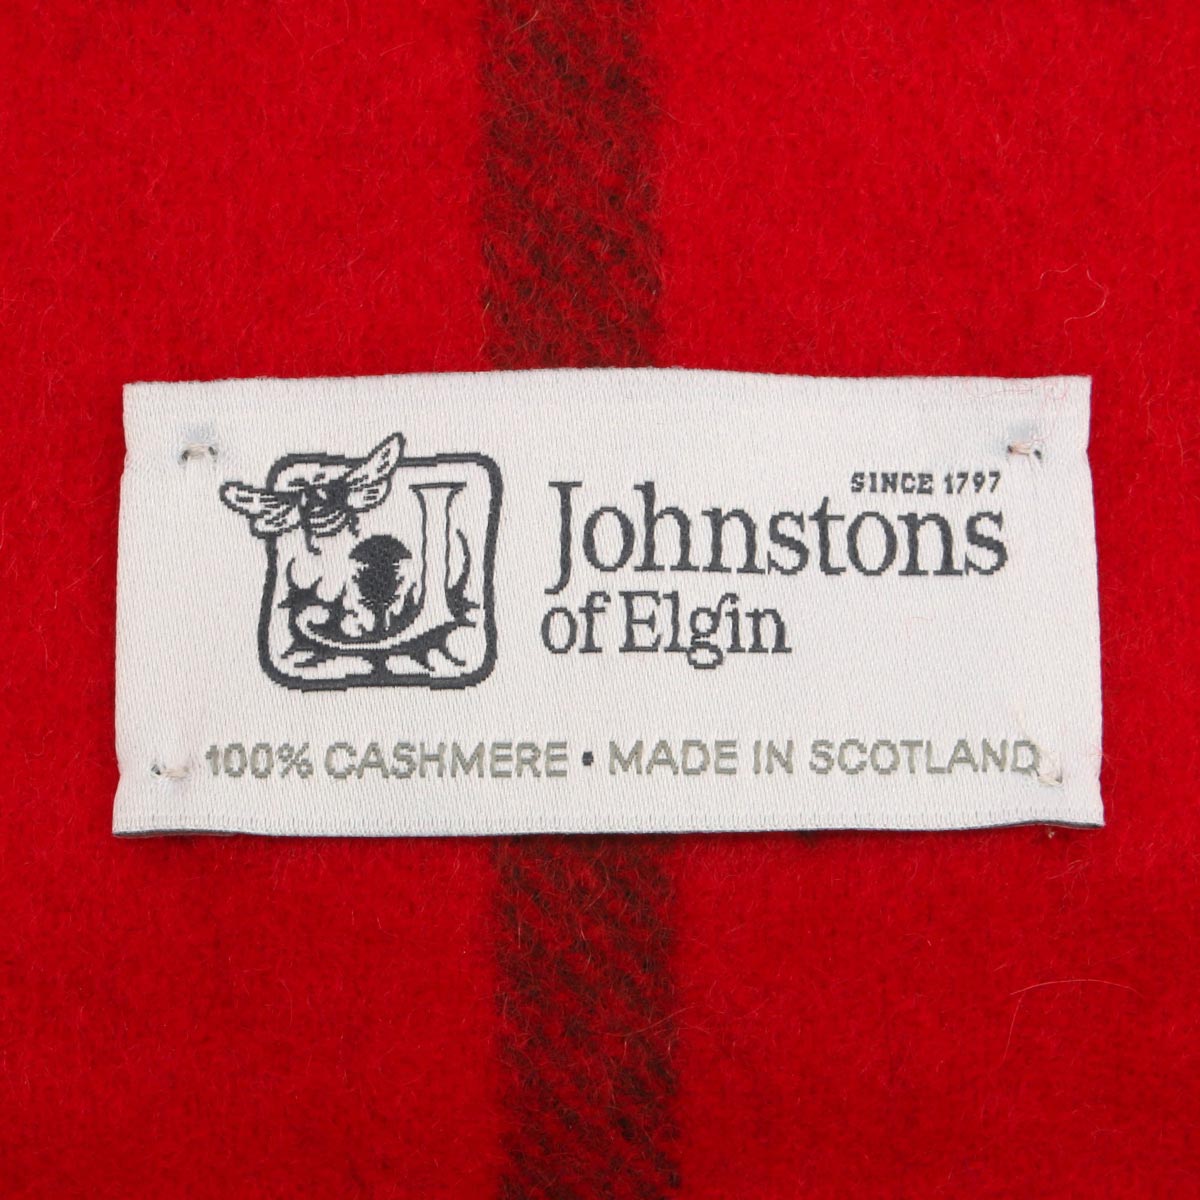 SINCE 1797
Johnstons
of Elgin
100% CASHMERE • MADE IN SCOTLAND